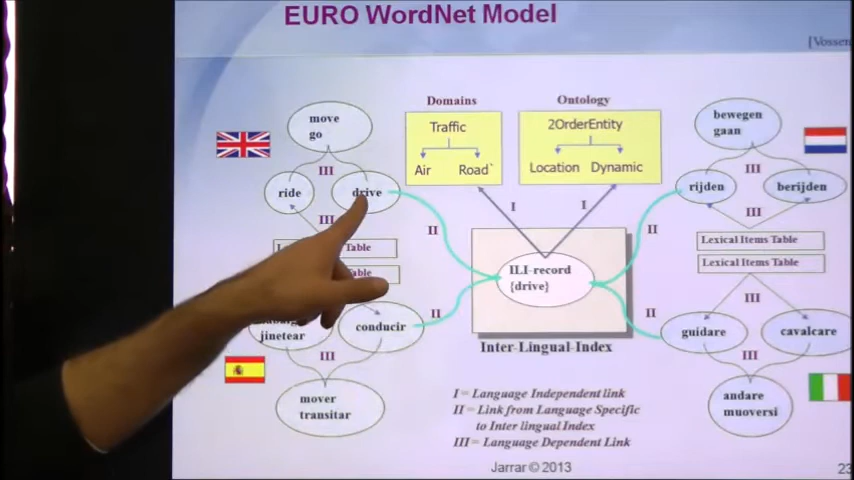 EURO WordNet Model
[Vossen
Domains
Ontology
move
go
Traffic
Air
Road`
2OrderEntity
Location Dynamic
bewegen
gaan
III
III
ride
drive
rijden
berijden
III
III
I
I
II
II
Table
Lexical Items Table
Table
Lexical Items Table
ILI-record
{drive}
III
II
II
jinetear
conducir
guidare
cavalcare
Inter-Lingual-Index
III
III
mover
transitar
andare
muoversi
I = Language Independent link
II = Link from Language Specific
to Inter lingual Index
III = Language Dependent Link
Jarrar © 2013
23